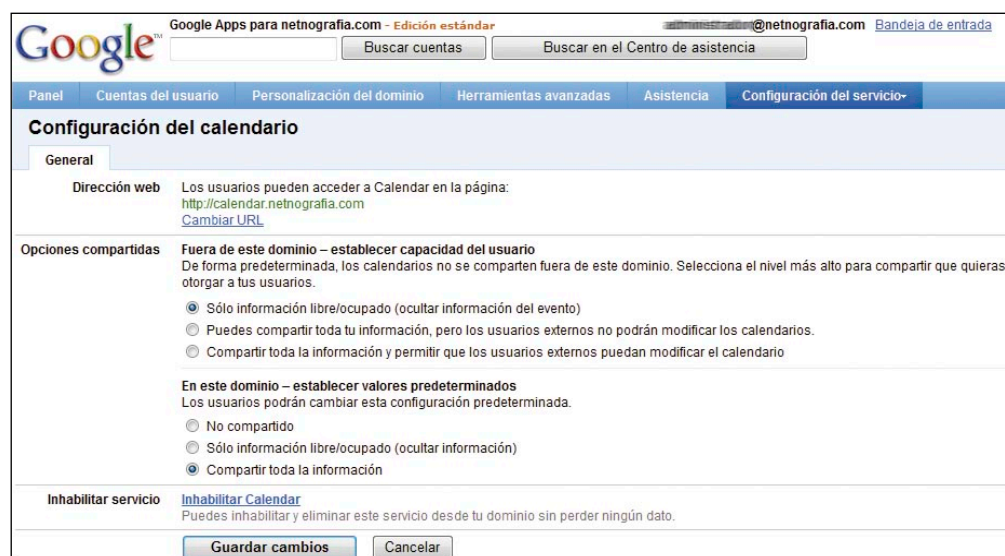 Google™
Google Apps para netnografia.com - Edición estándar
@netnografia.com Bandeja de entrada
Buscar cuentas
Buscar en el Centro de asistencia
Panel Cuentas del usuario Personalización del dominio Herramientas avanzadas Asistencia Configuración del servicio
Configuración del calendario
General
Dirección web
Los usuarios pueden acceder a Calendar en la página:
http://calendar.netnografia.com
Cambiar URL
Opciones compartidas
Fuera de este dominio – establecer capacidad del usuario
De forma predeterminada, los calendarios no se comparten fuera de este dominio. Selecciona el nivel más alto para compartir que quieras
otorgar a tus usuarios.
Sólo información libre/ocupado (ocultar información del evento)
Puedes compartir toda tu información, pero los usuarios externos no podrán modificar los calendarios.
Compartir toda la información y permitir que los usuarios externos puedan modificar el calendario
En este dominio – establecer valores predeterminados
Los usuarios podrán cambiar esta configuración predeterminada.
No compartido
Sólo información libre/ocupado (ocultar información)
Compartir toda la información
Inhabilitar servicio
Inhabilitar Calendar
Puedes inhabilitar y eliminar este servicio desde tu dominio sin perder ningún dato.
Guardar cambios
Cancelar